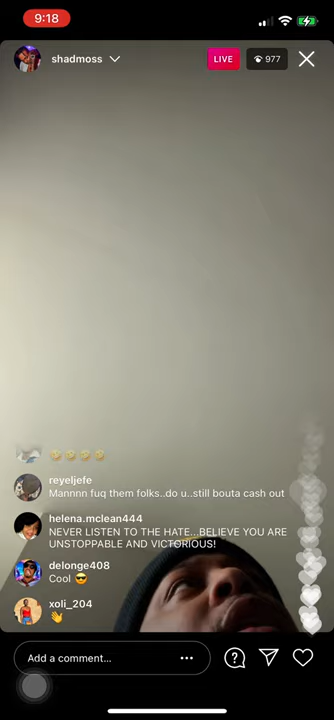 9:18
shadmoss
LIVE
977
reyeljefe
Mannnn fuq them folks..do u..still bouta cash out
helena.mclean444
NEVER LISTEN TO THE HATE...BELIEVE YOU ARE
UNSTOPPABLE AND VICTORIOUS!
delonge408
Cool 😎
xoli_204
👋
Add a comment...